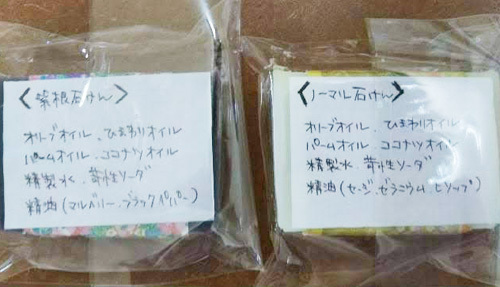 <紫根石けん>
オリーブオイル、ひまわりオイル
パームオイル、ココナツオイル
精製水、苛性ソーダ
精油(マルベリー・ブラックペパー)
<ノーマル石けん>
オリーブオイル、ひまわりオイル
パームオイル ココナツオイル
精製水、苛性ソーダ
精油(セージ、ゼラニウム、ヒソップ)